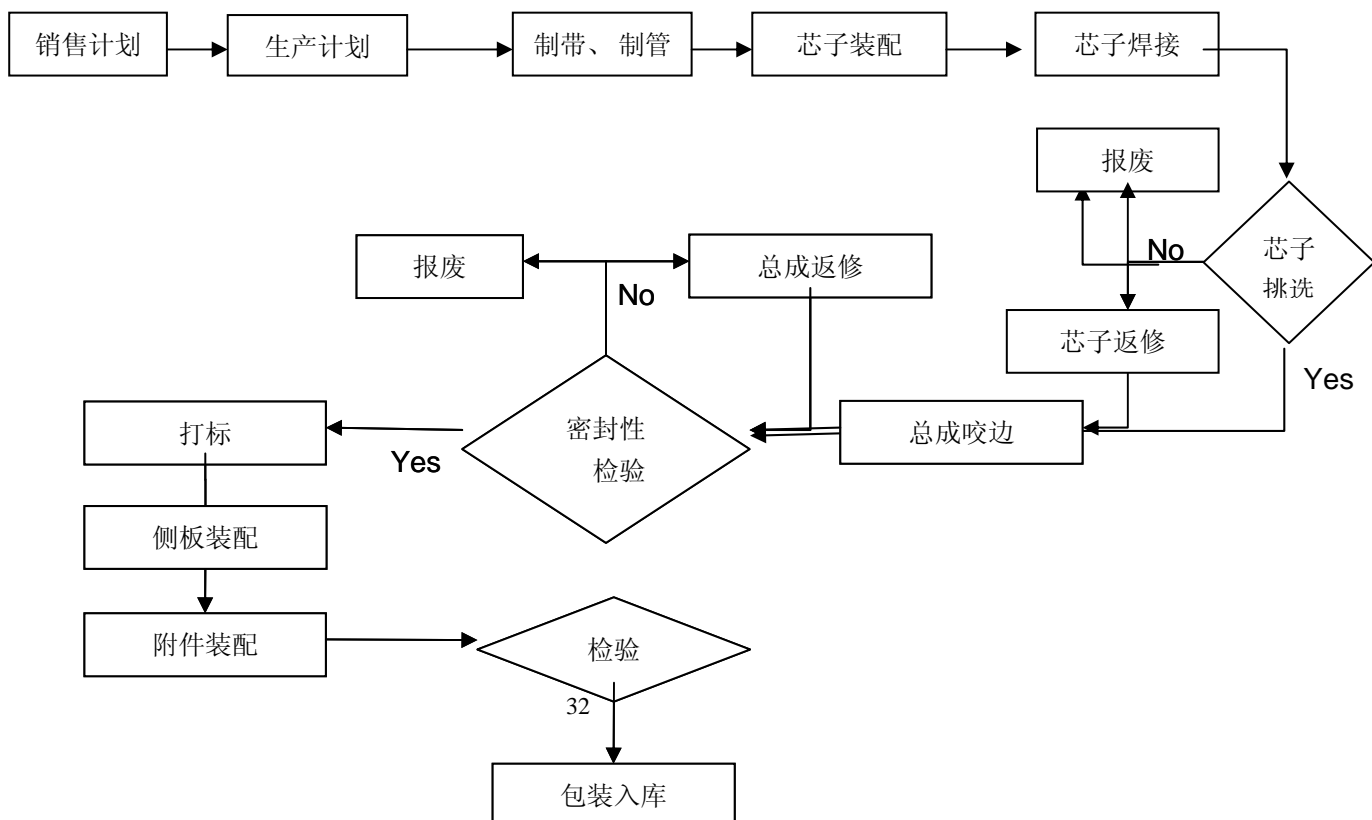 销售计划
生产计划
制带、制管
芯子装配
芯子焊接
报废
芯子
挑选
No
报废
总成返修
No
芯子返修
Yes
打标
Yes
密封性
检验
总成咬边
侧板装配
附件装配
检验
32
包装入库